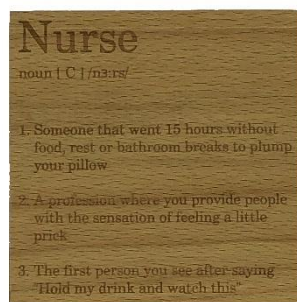 Nurse
noun [ C ] /nɜːrs/
1. Someone that went 15 hours without
food, rest or bathroom breaks to plump
your pillow
2. A profession where you provide people
with the sensation of feeling a little
prick
3. The first person you see after saying
"Hold my drink and watch this"